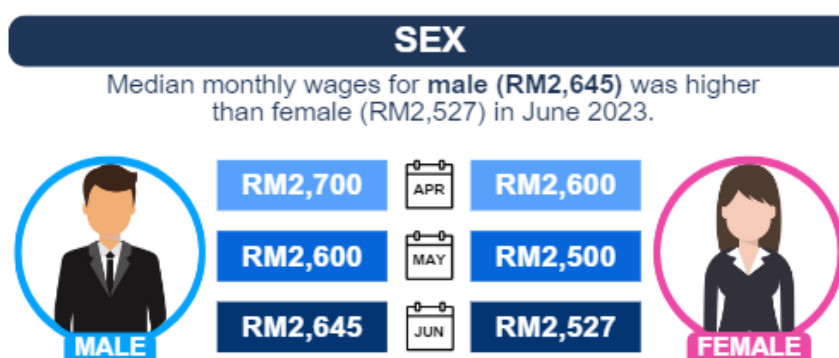 SEX
Median monthly wages for male (RM2,645) was higher
than female (RM2,527) in June 2023.
RM2,700 APR RM2,600
RM2,600 MAY RM2,500
RM2,645 JUN RM2,527
MALE FEMALE